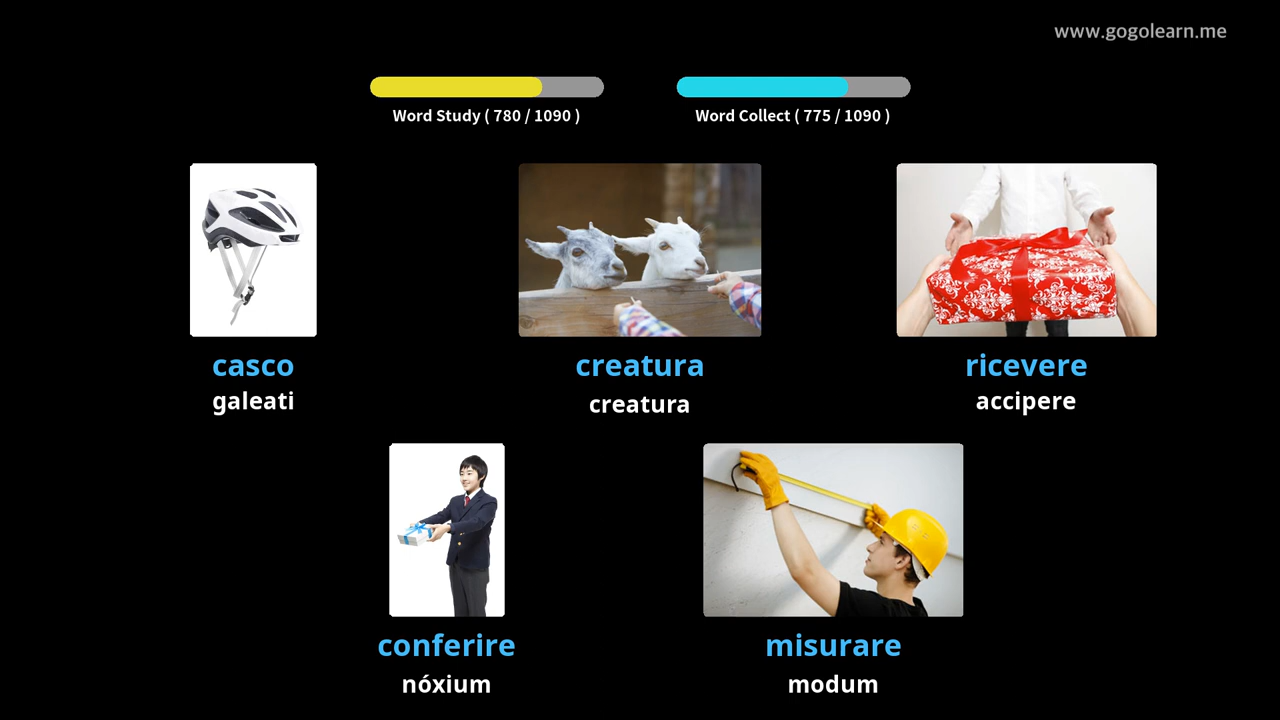 www.gogolearn.me
Word Study ( 780 / 1090 )
Word Collect ( 775 / 1090 )
casco
galeati
creatura
creatura
ricevere
accipere
conferire
nóxium
misurare
modum